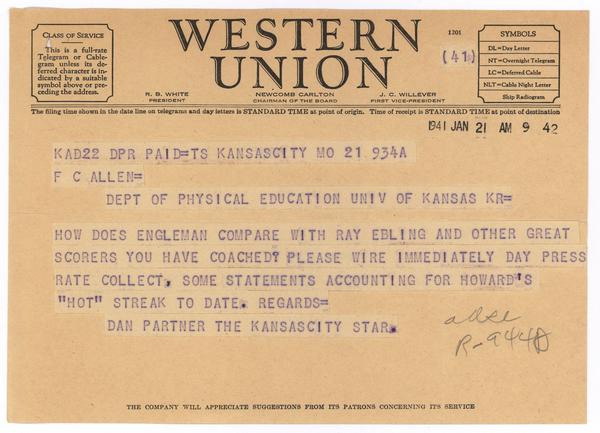 WESTERN
UNION
1201
(41)
CLASS OF SERVICE
This is a full-rate
Telegram or Cable-
gram unless its de-
ferred character is in-
dicated by a suitable
symbol above or pre-
ceding the address.
R. B. WHITE
PRESIDENT
NEWCOMB CARLTON
CHAIRMAN OF THE BOARD
J. C. WILLEVER
FIRST VICE-PRESIDENT
SYMBOLS
DL=Day Letter
NT=Overnight Telegram
LC=Deferred Cable
NLT=Cable Night Letter
Ship Radiogram
The filing time shown in the date line on telegrams and day letters is STANDARD TIME at point of origin. Time of receipt is STANDARD TIME at point of destination
1941 JAN 21 AM 9 42
KAD22 DPR PAID=TS KANSASCITY MO 21 934A
F C ALLEN=
DEPT OF PHYSICAL EDUCATION UNIV OF KANSAS KR=
HOW DOES ENGLEMAN COMPARE WITH RAY EBLING AND OTHER GREAT
SCORERS YOU HAVE COACHED? PLEASE WIRE IMMEDIATELY DAY PRESS
RATE COLLECT, SOME STATEMENTS ACCOUNTING FOR HOWARD'S
"HOT" STREAK TO DATE. REGARDS=
DAN PARTNER THE KANSASCITY STAR.
THE COMPANY WILL APPRECIATE SUGGESTIONS FROM ITS PATRONS CONCERNING ITS SERVICE